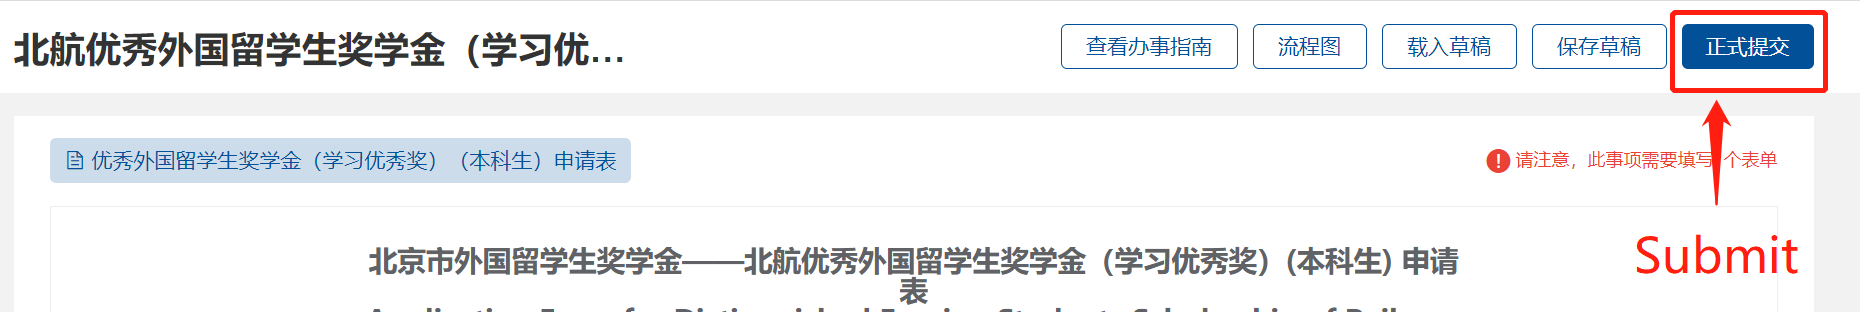 北航优秀外国留学生奖学金（学习优...
查看办事指南
流程图
载入草稿
保存草稿
正式提交
优秀外国留学生奖学金（学习优秀奖）（本科生）申请表
请注意，此事项需要填写 个表单
北京市外国留学生奖学金——北航优秀外国留学生奖学金（学习优秀奖）(本科生) 申请
表
Submit